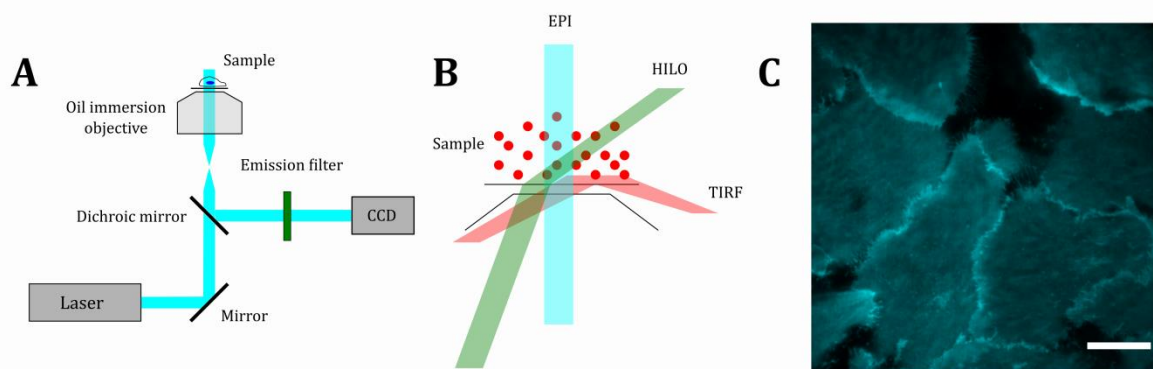 A
Sample
Oil immersion
objective
Emission filter
Dichroic mirror
CCD
Laser
Mirror
B
EPI
HILO
Sample
TIRF
C